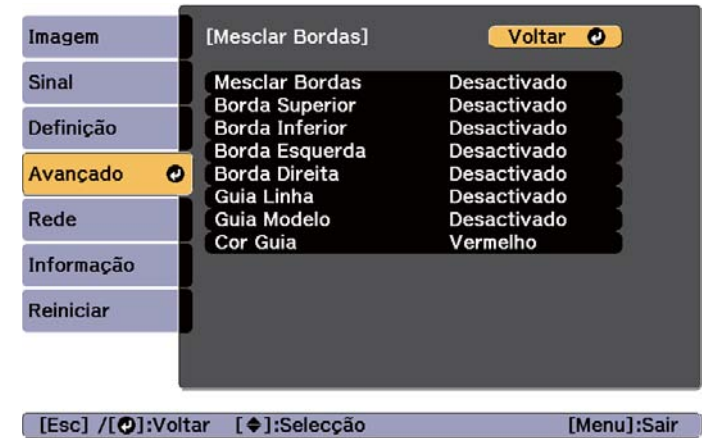 Imagem
Sinal
Definição
Avançado
Rede
Informação
Reiniciar
[Mesclar Bordas] Voltar
Mesclar Bordas Desactivado
Borda Superior Desactivado
Borda Inferior Desactivado
Borda Esquerda Desactivado
Borda Direita Desactivado
Guia Linha Desactivado
Guia Modelo Desactivado
Cor Guia Vermelho
[Esc] /[]:Voltar []:Selecção [Menu]:Sair